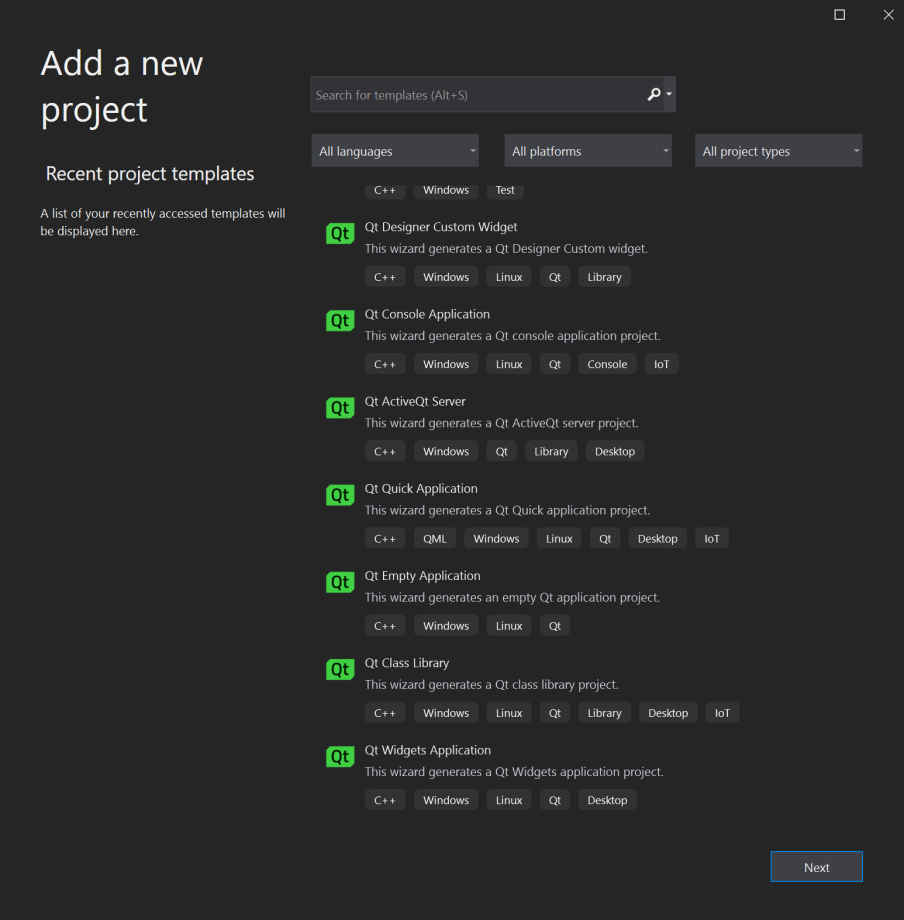 Add a new
project
Search for templates (Alt+S)
All languages
All platforms
All project types
Recent project templates
A list of your recently accessed templates will
be displayed here.
C++ Windows Test
Qt
Qt Designer Custom Widget
This wizard generates a Qt Designer Custom widget.
C++ Windows Linux Qt Library
Qt
Qt Console Application
This wizard generates a Qt console application project.
C++ Windows Linux Qt Console IoT
Qt
Qt ActiveQt Server
This wizard generates a Qt ActiveQt server project.
C++ Windows Qt Library Desktop
Qt
Qt Quick Application
This wizard generates a Qt Quick application project.
C++ QML Windows Linux Qt Desktop IoT
Qt
Qt Empty Application
This wizard generates an empty Qt application project.
C++ Windows Linux Qt
Qt
Qt Class Library
This wizard generates a Qt class library project.
C++ Windows Linux Qt Library Desktop IoT
Qt
Qt Widgets Application
This wizard generates a Qt Widgets application project.
C++ Windows Linux Qt Desktop
Next